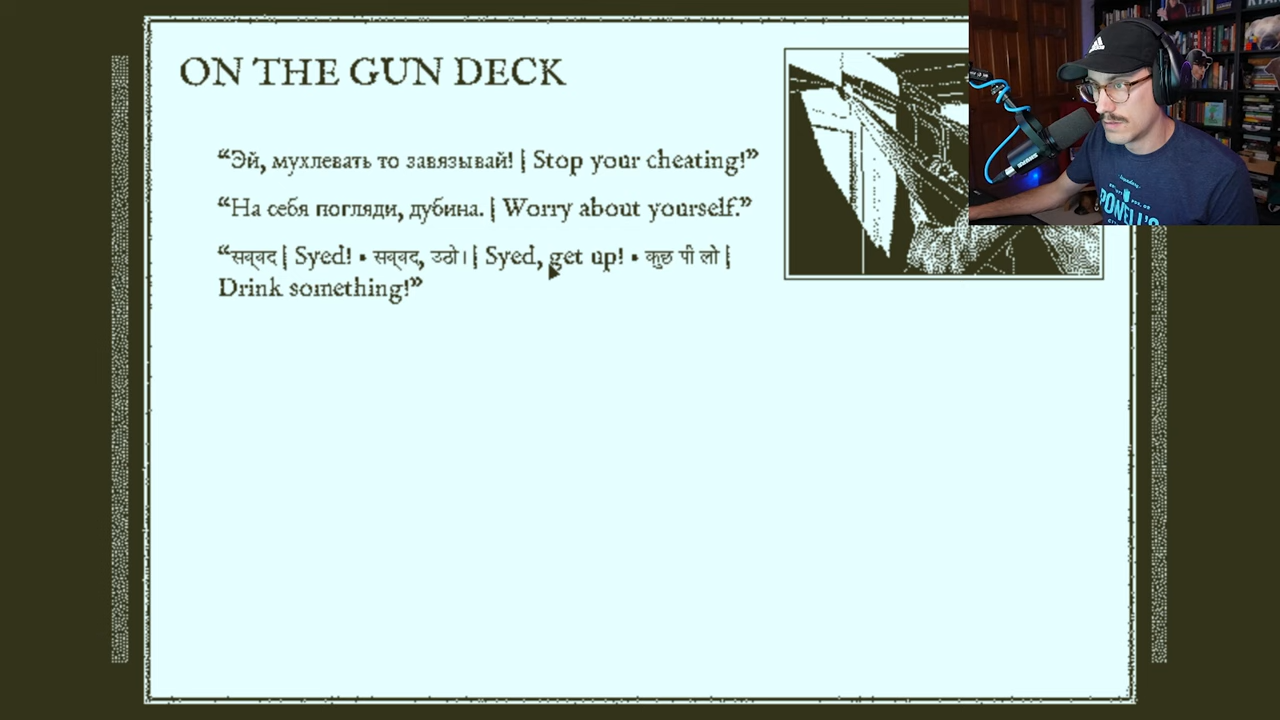 ON THE GUN DECK
“Эй, мухлевать то завязывай! | Stop your cheating!”
“На себя погляди, дубина. | Worry about yourself.”
“सय्यद | Syed! • सय्यद, उठो। | Syed, get up! • कुछ पी लो |
Drink something!”